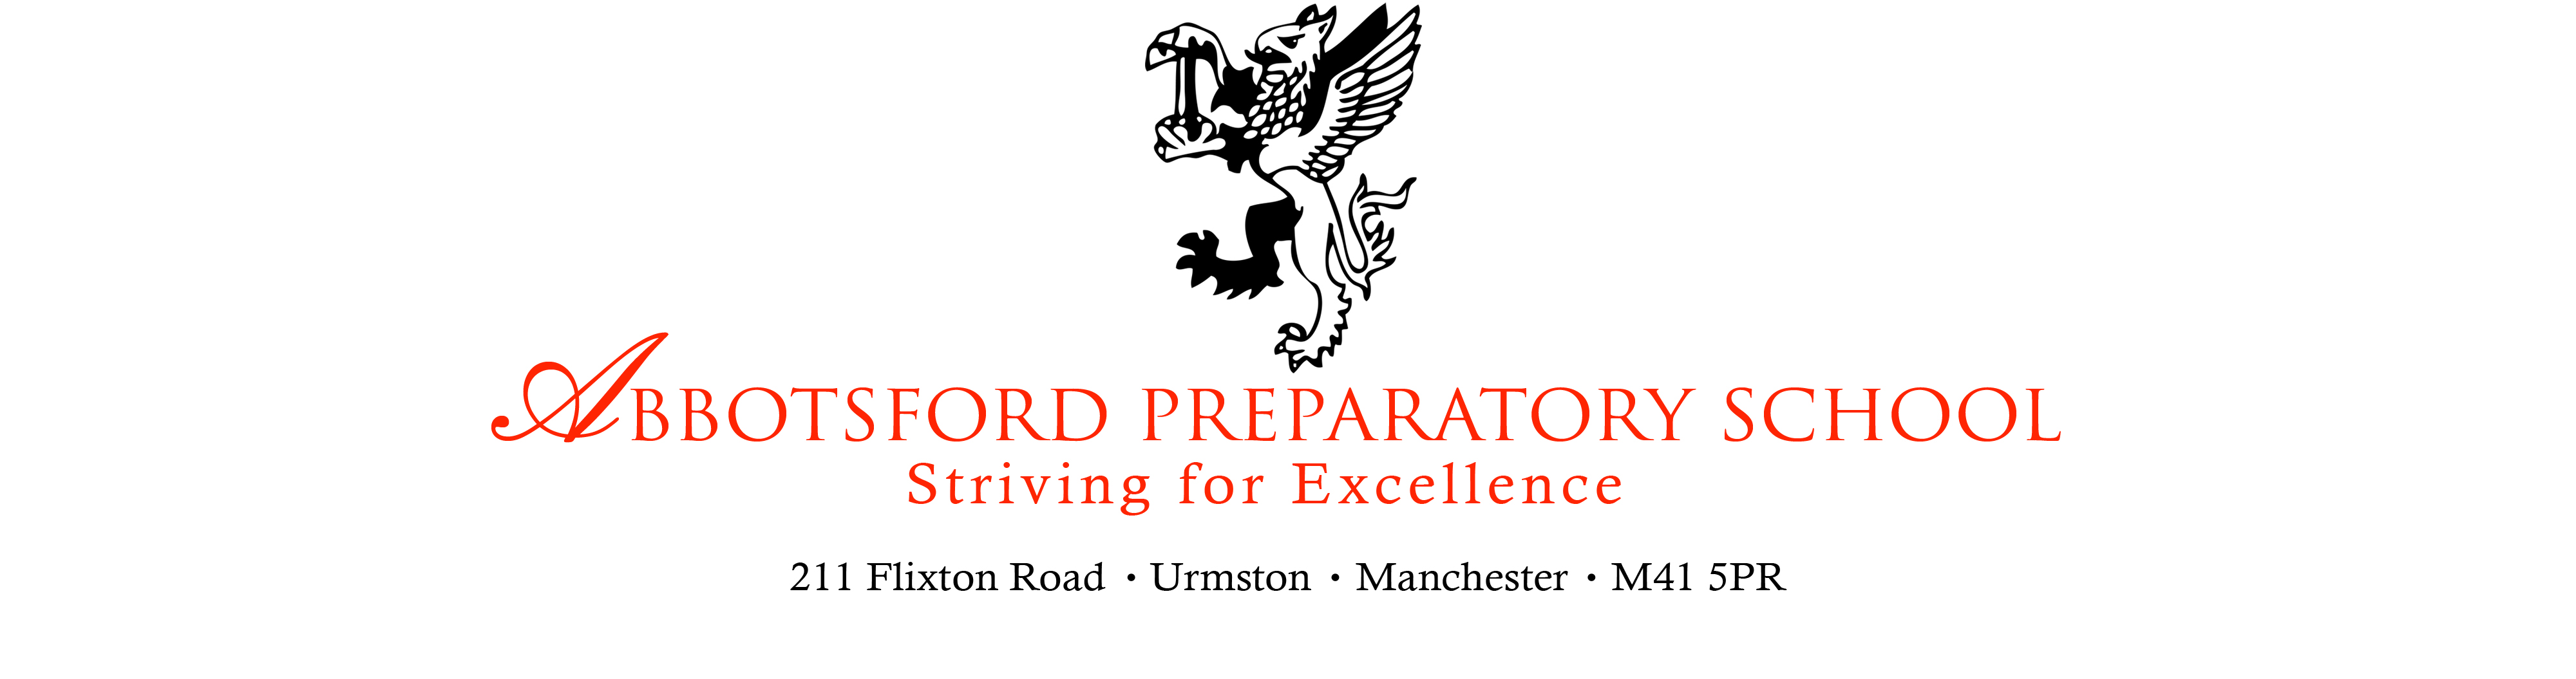 ABBOTSFORD PREPARATORY SCHOOL
Striving for Excellence
211 Flixton Road · Urmston · Manchester · M41 5PR